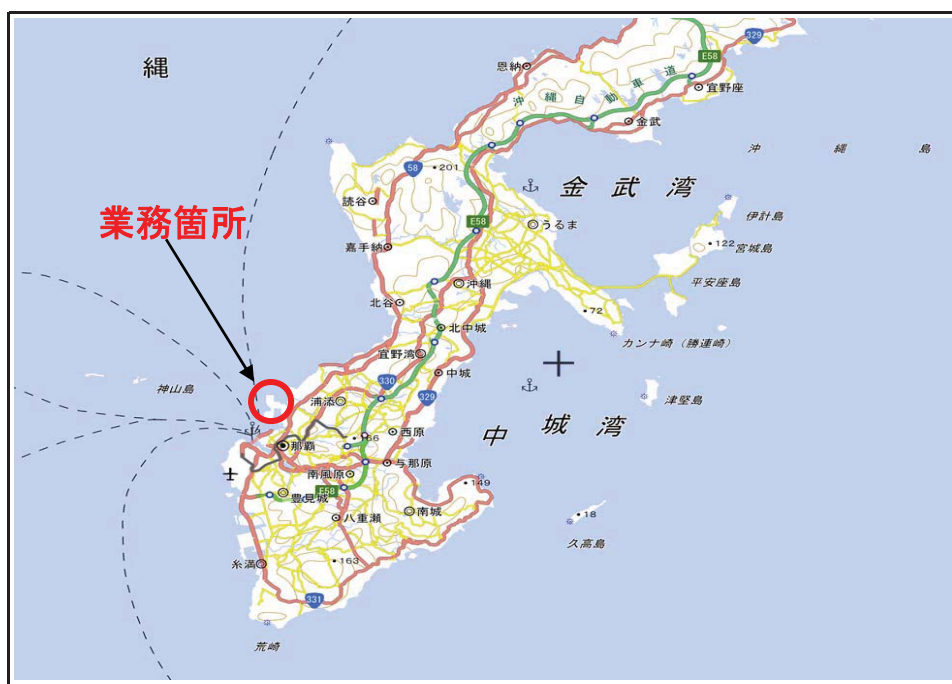 329
E58
恩納
縄
宜野座
沖縄自動車道
金武
沖縄島
58
201
金武湾
読谷
伊計島
業務箇所
E58
うるま
嘉手納
122
宮城島
平安座島
沖縄
北谷
72
北中城
カンナ崎（勝連崎）
宜野湾
中城
330
神山島
329
津堅島
浦添
中城湾
西原
那覇
166
与那原
南風原
149
E58
豊見城
南城
18
八重瀬
久高島
糸満
163
331
荒崎